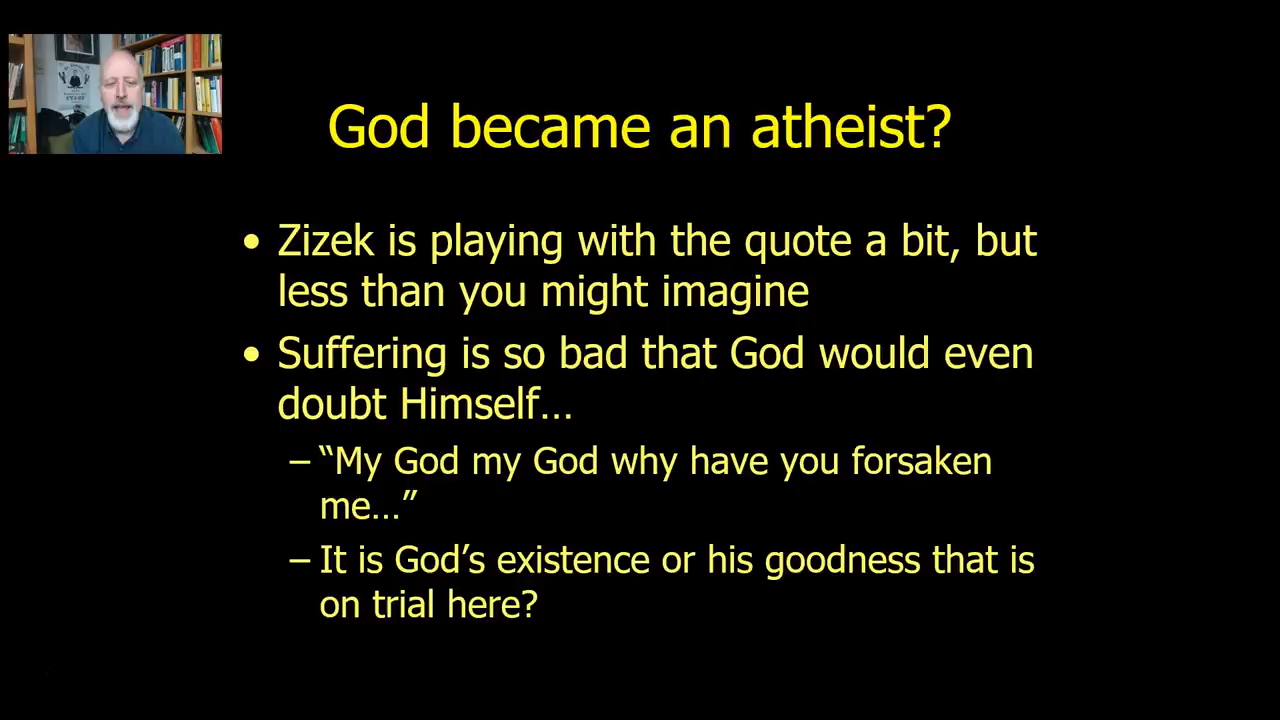 God became an atheist?
• Zizek is playing with the quote a bit, but
less than you might imagine
• Suffering is so bad that God would even
doubt Himself…
– “My God my God why have you forsaken
me…”
– It is God’s existence or his goodness that is
on trial here?